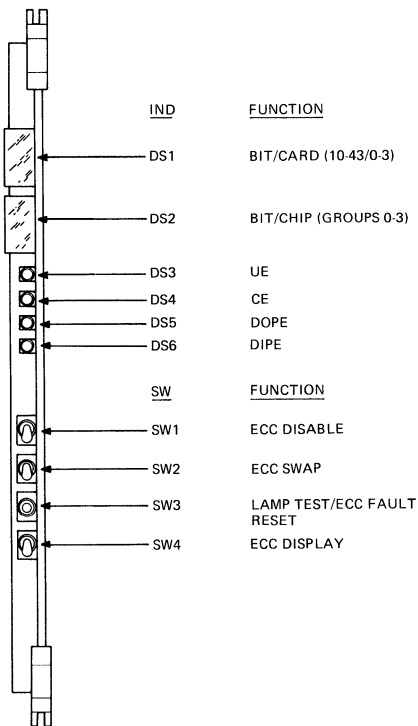 IND FUNCTION
DS1 BIT/CARD (10-43/0-3)
DS2 BIT/CHIP (GROUPS 0-3)
DS3 UE
DS4 CE
DS5 DOPE
DS6 DIPE
SW FUNCTION
SW1 ECC DISABLE
SW2 ECC SWAP
SW3 LAMP TEST/ECC FAULT
RESET
SW4 ECC DISPLAY